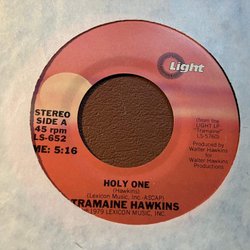 Light
STEREO
SIDE A
45 rpm
LS-652
ME: 5:16
(from the
LIGHT LP
"Tramaine"
LS-5760)
Produced by
Walter Hawkins
for
Walter Hawkins
Productions
HOLY ONE
(Hawkins)
(Lexicon Music, Inc.-ASCAP)
TRAMAINE HAWKINS
1979 LEXICON MUSIC, INC.